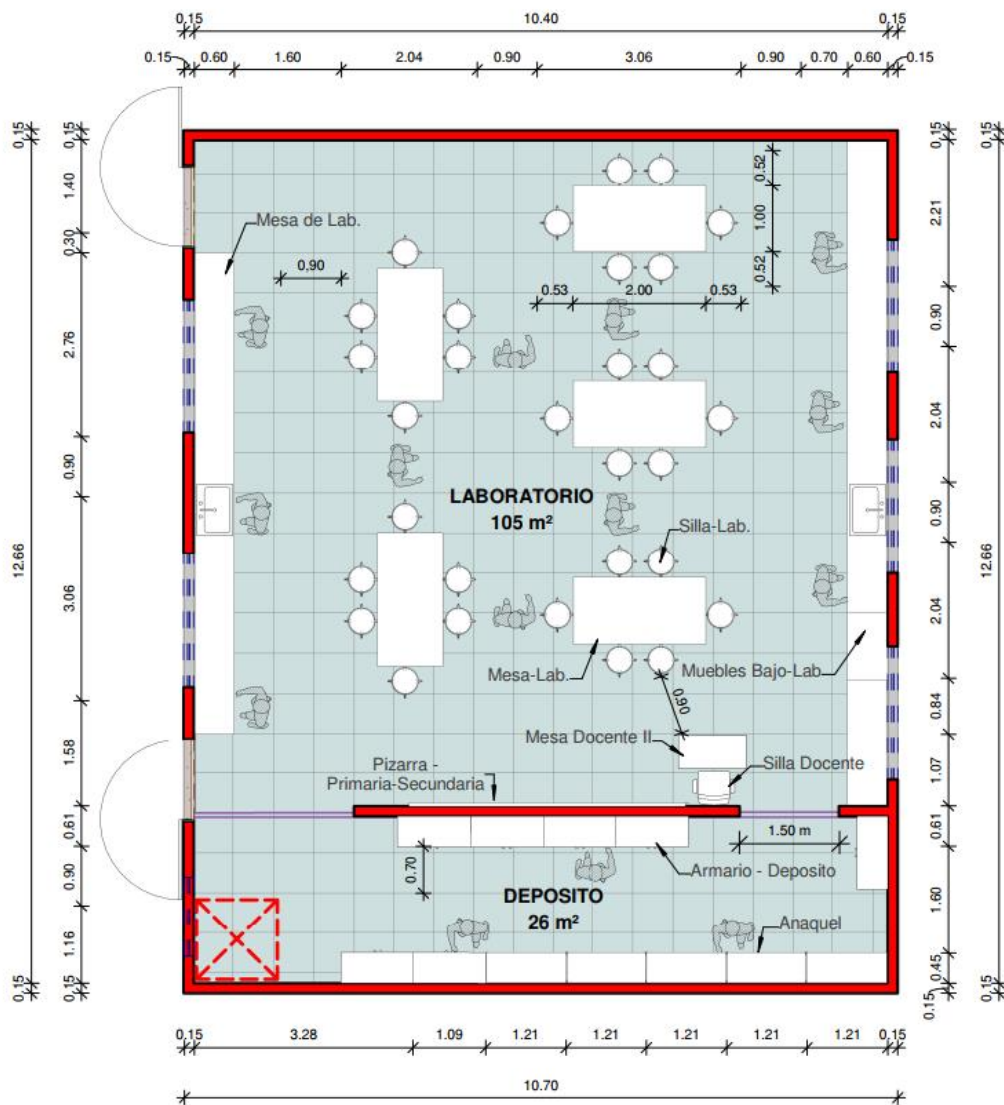 0.15 10.40 0.15
0.15 0.60 1.60 2.04 0.90 3.06 0.90 0.70 0.60 0.15
0.15 0.15 0.15 0.15
0.52
1.40
1.00
2.21
Mesa de Lab.
0.30
0.52
0.90
0.53 2.00 0.53
0.90
2.76
2.04
0.90
LABORATORIO
105 m²
0.90
Silla-Lab.
12.66
12.66
3.06
2.04
Mesa-Lab.
Muebles Bajo-Lab
0.90
0.84
Mesa Docente II
Pizarra -
Primaria-Secundaria
Silla Docente
1.58
1.07
0.61
1.50 m
0.61
0.70
Armario - Deposito
0.90
DEPOSITO
26 m²
1.60
Anaquel
1.16
0.45
0.15 0.15 0.15 0.15
0.15 3.28 1.09 1.21 1.21 1.21 1.21 1.21 0.15
10.70